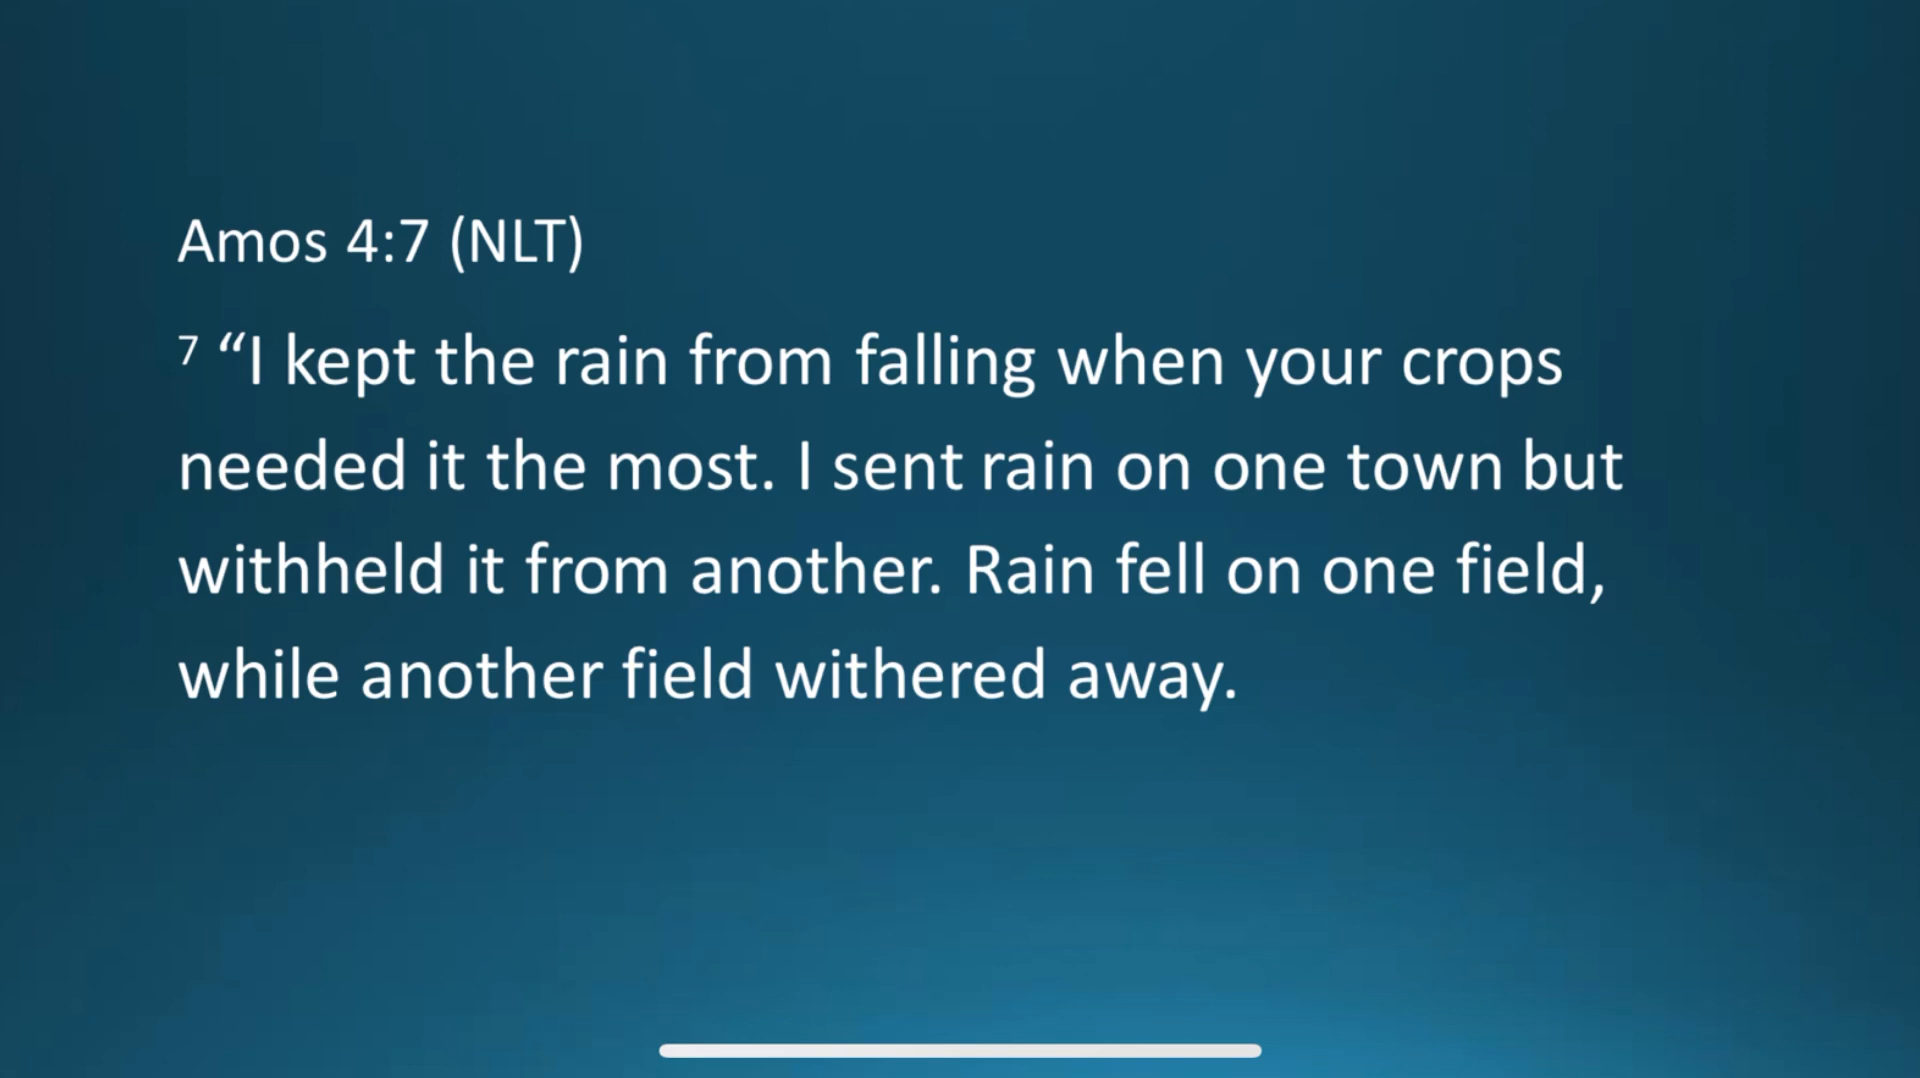 Amos 4:7 (NLT)
7 “I kept the rain from falling when your crops
needed it the most. I sent rain on one town but
withheld it from another. Rain fell on one field,
while another field withered away.